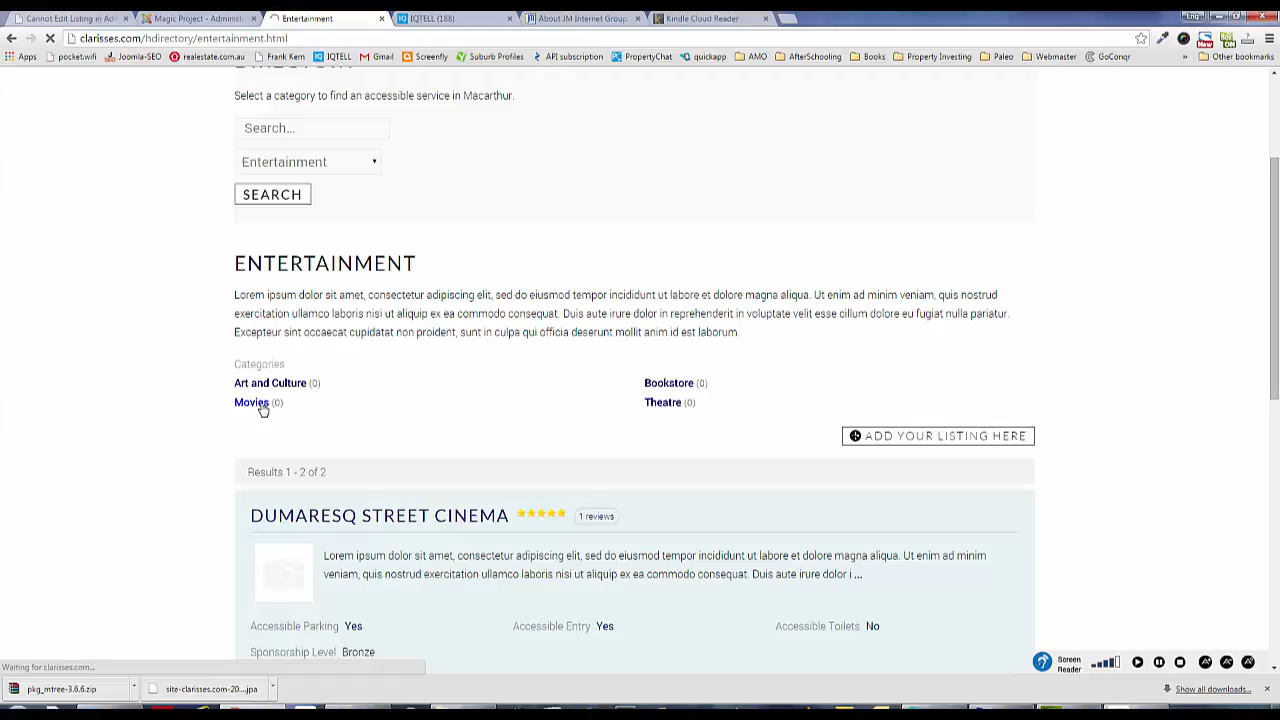 Cannot Edit Listing in Adm
Magic Project - Administ
Entertainment
IQTELL (188)
About JM Internet Group
Kindle Cloud Reader
Eng
clarisses.com/hdirectory/entertainment.html
Apps
pocket.wifi
Joomla-SEO
realestate.com.au
Frank Kern
IQTELL
Gmail
Screenfly
Suburb Profiles
API subscription
PropertyChat
quickapp
AMO
AfterSchooling
Books
Property Investing
Paleo
Webmaster
GoConqr
Other bookmarks
Select a category to find an accessible service in Macarthur.
Search...
Entertainment
SEARCH
ENTERTAINMENT
Lorem ipsum dolor sit amet, consectetur adipiscing elit, sed do eiusmod tempor incididunt ut labore et dolore magna aliqua. Ut enim ad minim veniam, quis nostrud
exercitation ullamco laboris nisi ut aliquip ex ea commodo consequat. Duis aute irure dolor in reprehenderit in voluptate velit esse cillum dolore eu fugiat nulla pariatur.
Excepteur sint occaecat cupidatat non proident, sunt in culpa qui officia deserunt mollit anim id est laborum.
Categories
Art and Culture (0)
Bookstore (0)
Movies (0)
Theatre (0)
ADD YOUR LISTING HERE
Results 1 - 2 of 2
DUMARESQ STREET CINEMA
1 reviews
Lorem ipsum dolor sit amet, consectetur adipiscing elit, sed do eiusmod tempor incididunt ut labore et dolore magna aliqua. Ut enim ad minim
veniam, quis nostrud exercitation ullamco laboris nisi ut aliquip ex ea commodo consequat. Duis aute irure dolor i ...
Accessible Parking Yes
Accessible Entry Yes
Accessible Toilets No
Sponsorship Level Bronze
Screen
Reader
Waiting for clarisses.com...
pkg_mtree-3.6.6.zip
site-clarisses.com-20....jpa
Show all downloads...